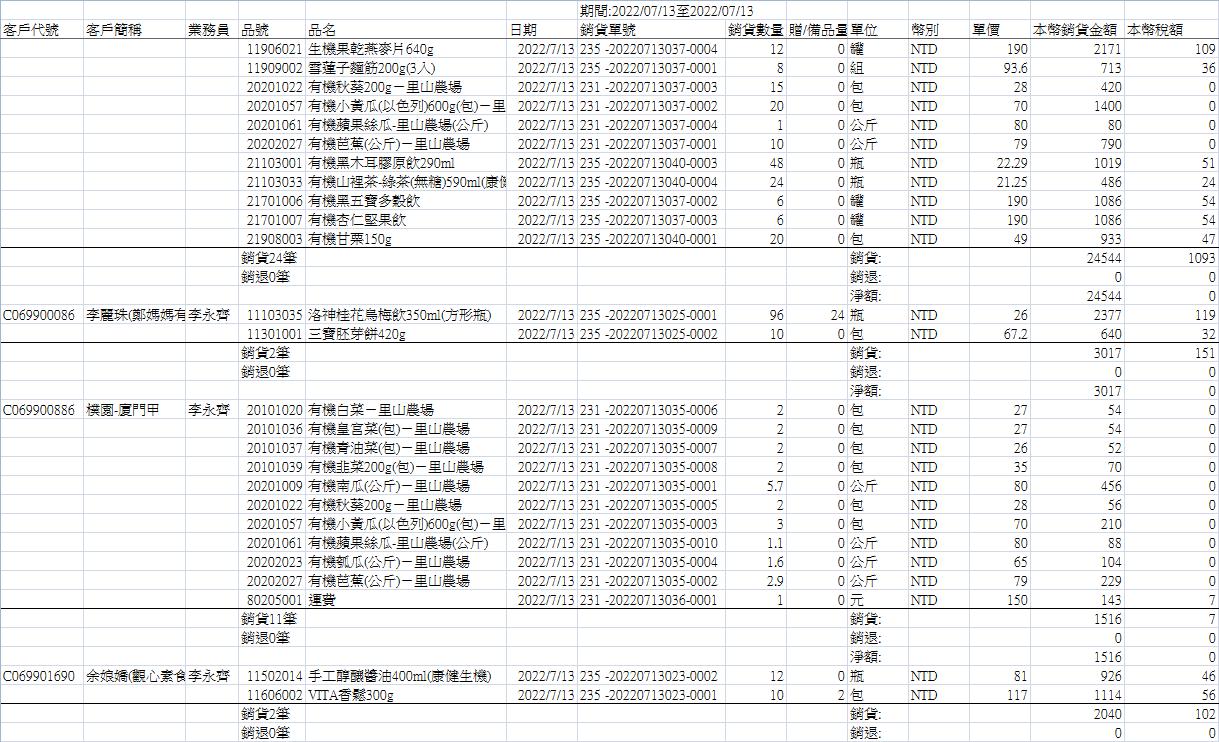 期間:2022/07/13至2022/07/13
客戶代號 客戶簡稱 業務員 品號 品名 日期 銷貨單號 銷貨數量 贈/備品量 單位 幣別 單價 本幣銷貨金額 本幣稅額
11906021 生機果乾燕麥片640g 2022/7/13 235 -20220713037-0004 12 0 罐 NTD 190 2171 109
11909002 雪蓮子麵筋200g(3入) 2022/7/13 235 -20220713037-0001 8 0 組 NTD 93.6 713 36
20201022 有機秋葵200g－里山農場 2022/7/13 231 -20220713037-0003 15 0 包 NTD 28 420 0
20201057 有機小黃瓜(以色列)600g(包)－里 2022/7/13 231 -20220713037-0002 20 0 包 NTD 70 1400 0
20201061 有機蘋果絲瓜-里山農場(公斤) 2022/7/13 231 -20220713037-0004 1 0 公斤 NTD 80 80 0
20202027 有機芭蕉(公斤)－里山農場 2022/7/13 231 -20220713037-0001 10 0 公斤 NTD 79 790 0
21103001 有機黑木耳膠原飲290ml 2022/7/13 235 -20220713040-0003 48 0 瓶 NTD 22.29 1019 51
21103033 有機山裡茶-綠茶(無糖)590ml(康健 2022/7/13 235 -20220713040-0004 24 0 瓶 NTD 21.25 486 24
21701006 有機黑五寶多穀飲 2022/7/13 235 -20220713037-0002 6 0 罐 NTD 190 1086 54
21701007 有機杏仁堅果飲 2022/7/13 235 -20220713037-0003 6 0 罐 NTD 190 1086 54
21908003 有機甘栗150g 2022/7/13 235 -20220713040-0001 20 0 包 NTD 49 933 47
銷貨24筆 銷貨: 24544 1093
銷退0筆 銷退: 0 0
淨額: 24544 0
C069900086 李麗珠(鄭媽媽有 李永齊 11103035 洛神桂花烏梅飲350ml(方形瓶) 2022/7/13 235 -20220713025-0001 96 24 瓶 NTD 26 2377 119
11301001 三寶胚芽餅420g 2022/7/13 235 -20220713025-0002 10 0 包 NTD 67.2 640 32
銷貨2筆 銷貨: 3017 151
銷退0筆 銷退: 0 0
淨額: 3017 0
C069900886 樸園-廈門甲 李永齊 20101020 有機白菜－里山農場 2022/7/13 231 -20220713035-0006 2 0 包 NTD 27 54 0
20101036 有機皇宮菜(包)－里山農場 2022/7/13 231 -20220713035-0009 2 0 包 NTD 27 54 0
20101037 有機青油菜(包)－里山農場 2022/7/13 231 -20220713035-0007 2 0 包 NTD 26 52 0
20101039 有機韭菜200g(包)－里山農場 2022/7/13 231 -20220713035-0008 2 0 包 NTD 35 70 0
20201009 有機南瓜(公斤)－里山農場 2022/7/13 231 -20220713035-0001 5.7 0 公斤 NTD 80 456 0
20201022 有機秋葵200g－里山農場 2022/7/13 231 -20220713035-0005 2 0 包 NTD 28 56 0
20201057 有機小黃瓜(以色列)600g(包)－里 2022/7/13 231 -20220713035-0003 3 0 包 NTD 70 210 0
20201061 有機蘋果絲瓜-里山農場(公斤) 2022/7/13 231 -20220713035-0010 1.1 0 公斤 NTD 80 88 0
20202023 有機瓠瓜(公斤)－里山農場 2022/7/13 231 -20220713035-0004 1.6 0 公斤 NTD 65 104 0
20202027 有機芭蕉(公斤)－里山農場 2022/7/13 231 -20220713035-0002 2.9 0 公斤 NTD 79 229 0
80205001 運費 2022/7/13 231 -20220713036-0001 1 0 元 NTD 150 143 7
銷貨11筆 銷貨: 1516 7
銷退0筆 銷退: 0 0
淨額: 1516 0
C069901690 余娘嬌(觀心素食 李永齊 11502014 手工醇釀醬油400ml(康健生機) 2022/7/13 235 -20220713023-0002 12 0 瓶 NTD 81 926 46
11606002 VITA香鬆300g 2022/7/13 235 -20220713023-0001 10 2 包 NTD 117 1114 56
銷貨2筆 銷貨: 2040 102
銷退0筆 銷退: 0 0